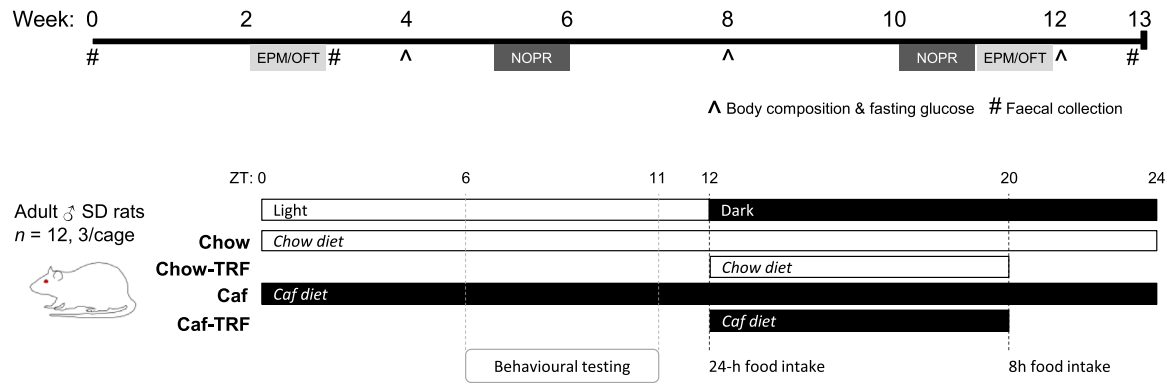 Week: 0 2 4 6 8 10 12 13
# EPM/OFT # ^ NOPR ^ NOPR EPM/OFT ^ #
^ Body composition & fasting glucose # Faecal collection
ZT: 0 6 11 12 20 24
Adult ♂ SD rats
n = 12, 3/cage
Light Dark
Chow Chow diet
Chow-TRF Chow diet
Caf Caf diet
Caf-TRF Caf diet
Behavioural testing 24-h food intake 8h food intake